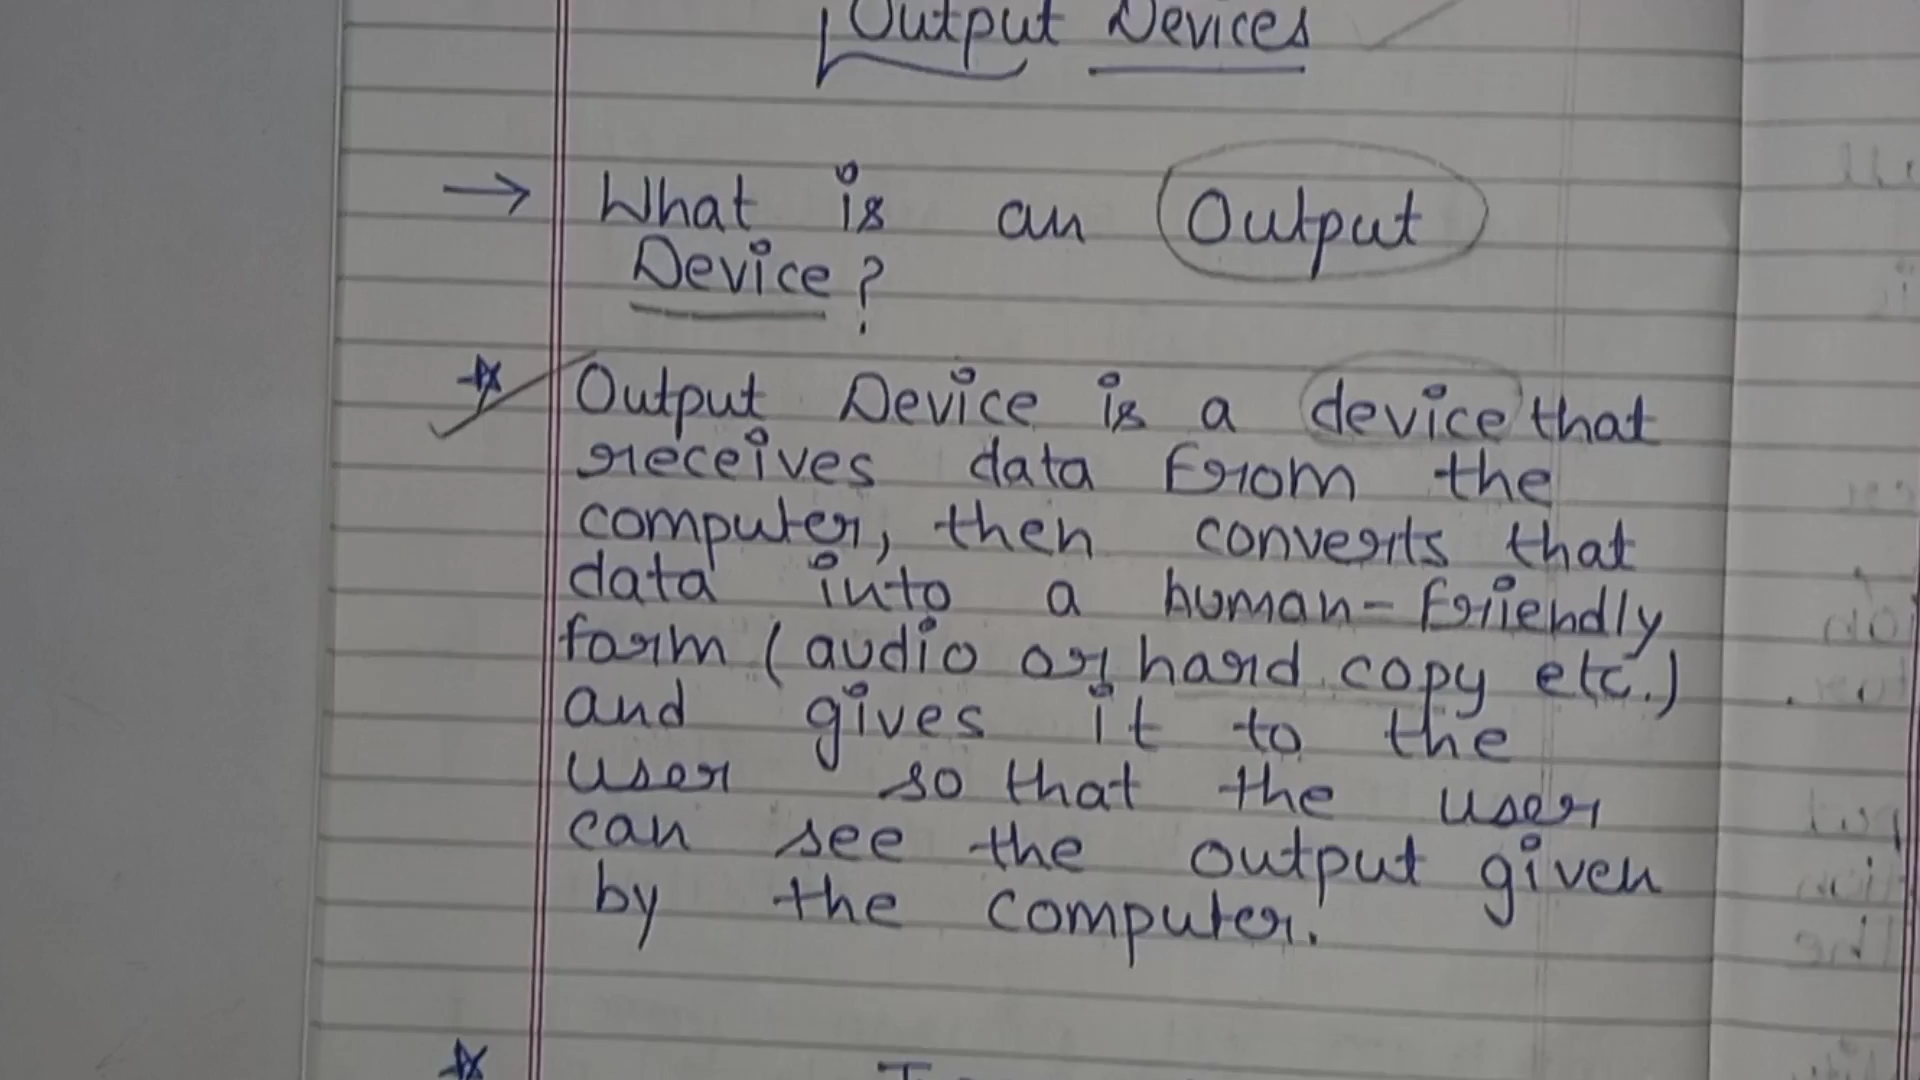 Output Devices
→ What is an Output
Device?
Output Device is a device that
receives data from the
computer, then converts that
data into a human-friendly
form (audio or hard copy etc.)
and gives it to the
user so that the user
can see the output given
by the computer.